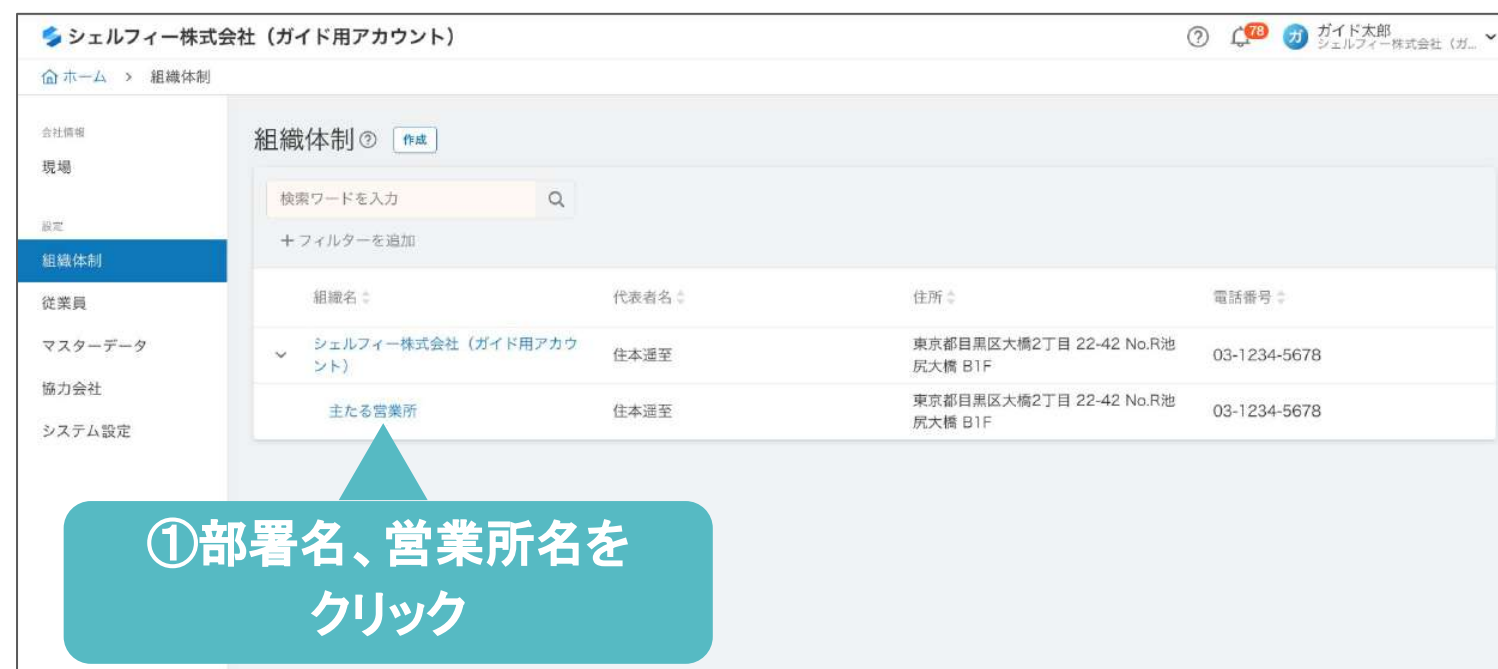 シェルフィー株式会社（ガイド用アカウント）
78
ガ
ガイド太郎
シェルフィー株式会社（ガ...
ホーム > 組織体制
会社情報
現場
設定
組織体制
従業員
マスターデータ
協力会社
システム設定
組織体制 作成
検索ワードを入力
+フィルターを追加
組織名 代表者名 住所 電話番号
シェルフィー株式会社（ガイド用アカウ
ント）
住本遥至
東京都目黒区大橋2丁目 22-42 No.R池
尻大橋 B1F
03-1234-5678
主たる営業所
住本遥至
東京都目黒区大橋2丁目 22-42 No.R池
尻大橋 B1F
03-1234-5678
①部署名、営業所名を
クリック